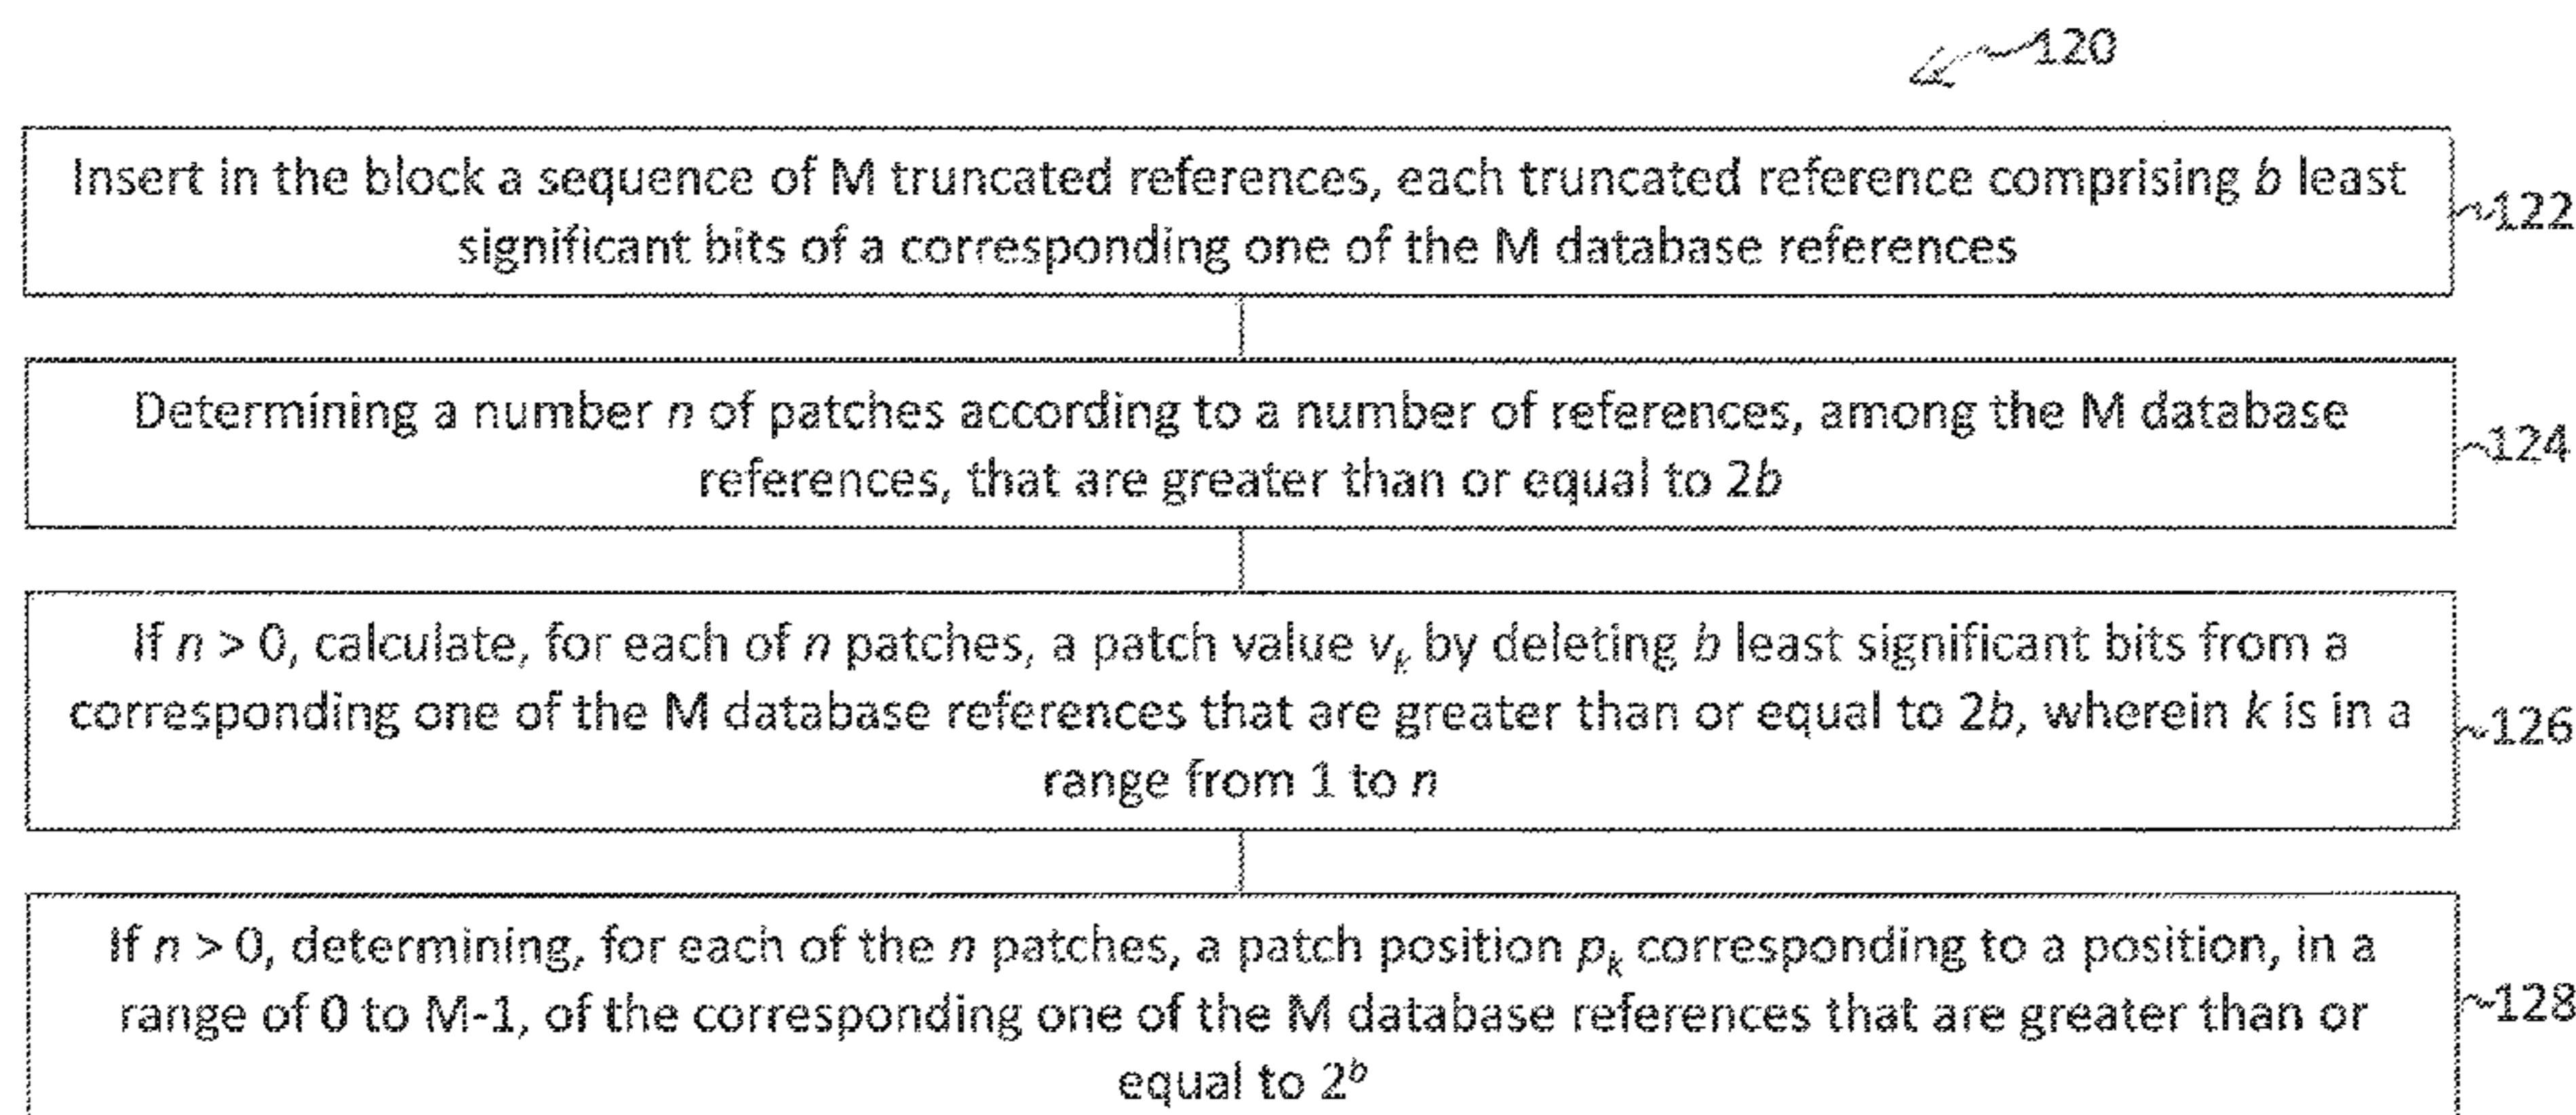 120
Insert in the block a sequence of M truncated references, each truncated reference comprising b least
significant bits of a corresponding one of the M database references
122
Determining a number n of patches according to a number of references, among the M database
references, that are greater than or equal to 2b
124
If n > 0, calculate, for each of n patches, a patch value vₖ by deleting b least significant bits from a
corresponding one of the M database references that are greater than or equal to 2b, wherein k is in a
range from 1 to n
126
If n > 0, determining, for each of the n patches, a patch position pₖ corresponding to a position, in a
range of 0 to M-1, of the corresponding one of the M database references that are greater than or
equal to 2ᵇ
128